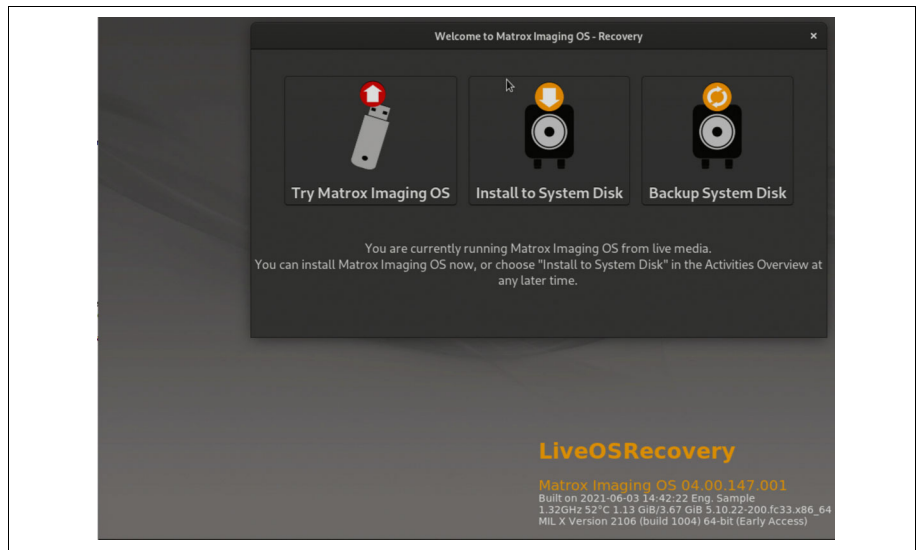 Welcome to Matrox Imaging OS - Recovery
Try Matrox Imaging OS
Install to System Disk
Backup System Disk
You are currently running Matrox Imaging OS from live media.
You can install Matrox Imaging OS now, or choose "Install to System Disk" in the Activities Overview at
any later time.
LiveOSRecovery
Matrox Imaging OS 04.00.147.001
Built on 2021-06-03 14:42:22 Eng. Sample
1.32GHz 52°C 1.13 GiB/3.67 GiB 5.10.22-200.fc33.x86_64
MIL X Version 2106 (build 1004) 64-bit (Early Access)